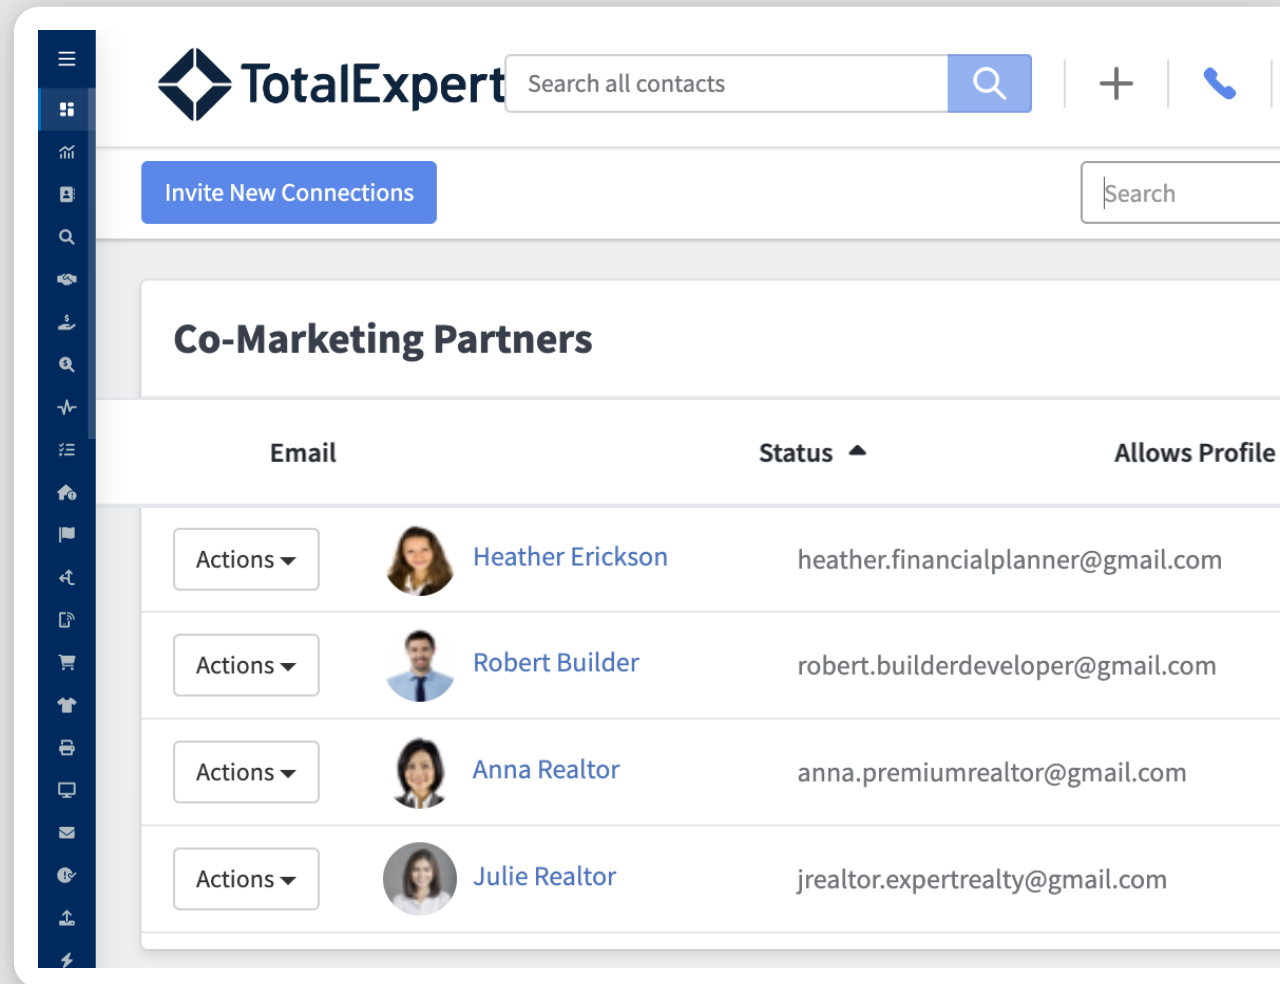 TotalExpert
Search all contacts
Invite New Connections
Search
Co-Marketing Partners
Email Status Allows Profile
Actions Heather Erickson heather.financialplanner@gmail.com
Actions Robert Builder robert.builderdeveloper@gmail.com
Actions Anna Realtor anna.premiumrealtor@gmail.com
Actions Julie Realtor jrealtor.expertrealty@gmail.com